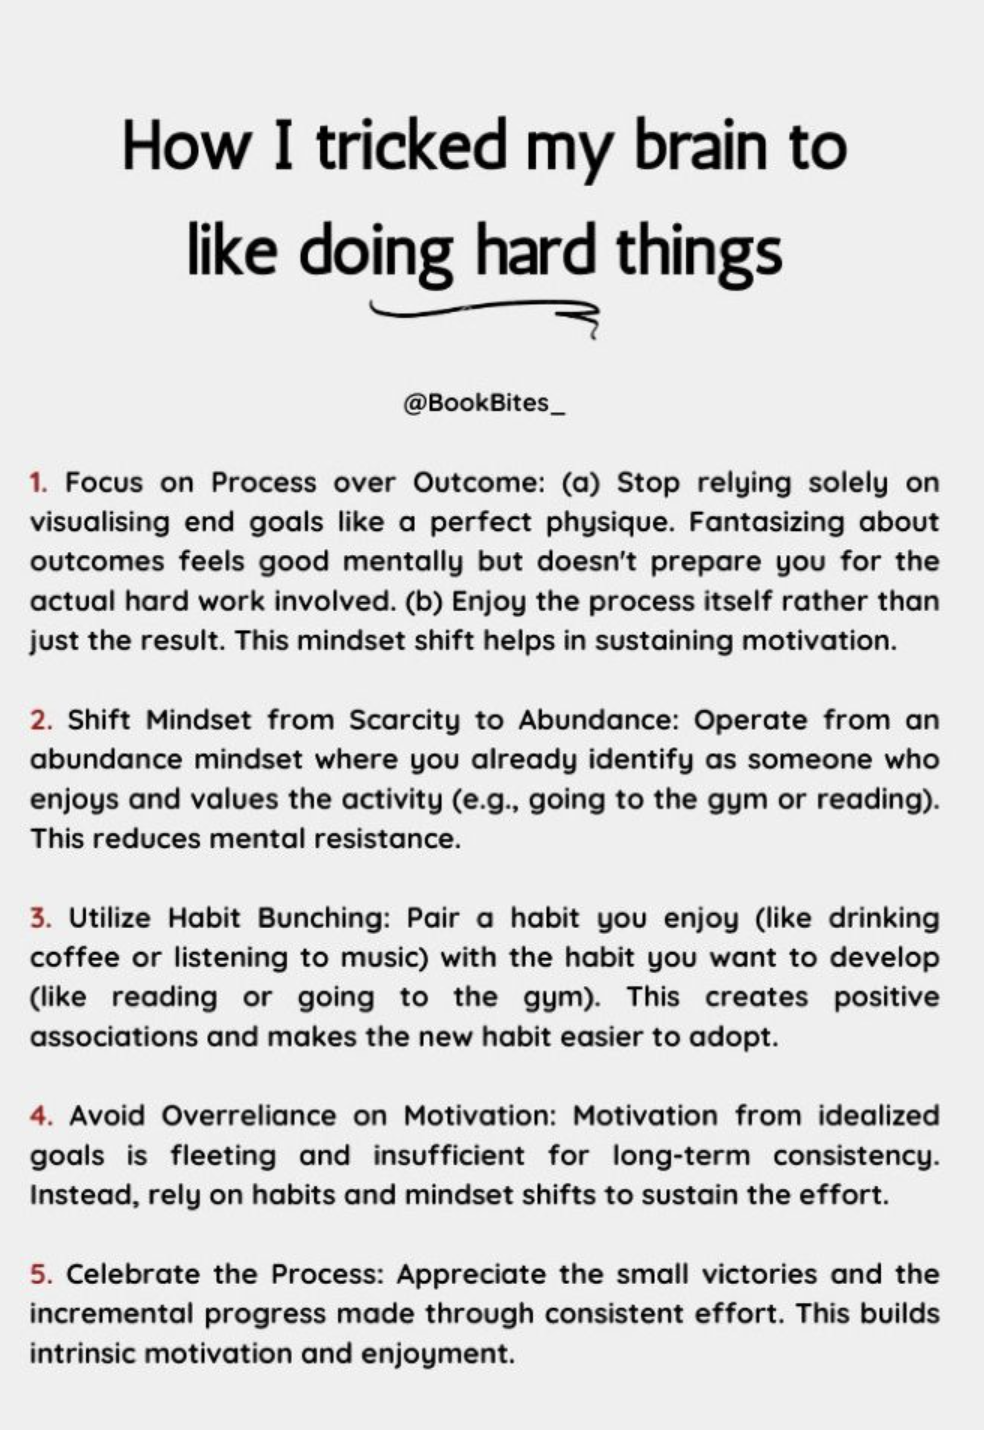 How I tricked my brain to
like doing hard things
@BookBites_
1. Focus on Process over Outcome: (a) Stop relying solely on
visualising end goals like a perfect physique. Fantasizing about
outcomes feels good mentally but doesn't prepare you for the
actual hard work involved. (b) Enjoy the process itself rather than
just the result. This mindset shift helps in sustaining motivation.
2. Shift Mindset from Scarcity to Abundance: Operate from an
abundance mindset where you already identify as someone who
enjoys and values the activity (e.g., going to the gym or reading).
This reduces mental resistance.
3. Utilize Habit Bunching: Pair a habit you enjoy (like drinking
coffee or listening to music) with the habit you want to develop
(like reading or going to the gym). This creates positive
associations and makes the new habit easier to adopt.
4. Avoid Overreliance on Motivation: Motivation from idealized
goals is fleeting and insufficient for long-term consistency.
Instead, rely on habits and mindset shifts to sustain the effort.
5. Celebrate the Process: Appreciate the small victories and the
incremental progress made through consistent effort. This builds
intrinsic motivation and enjoyment.